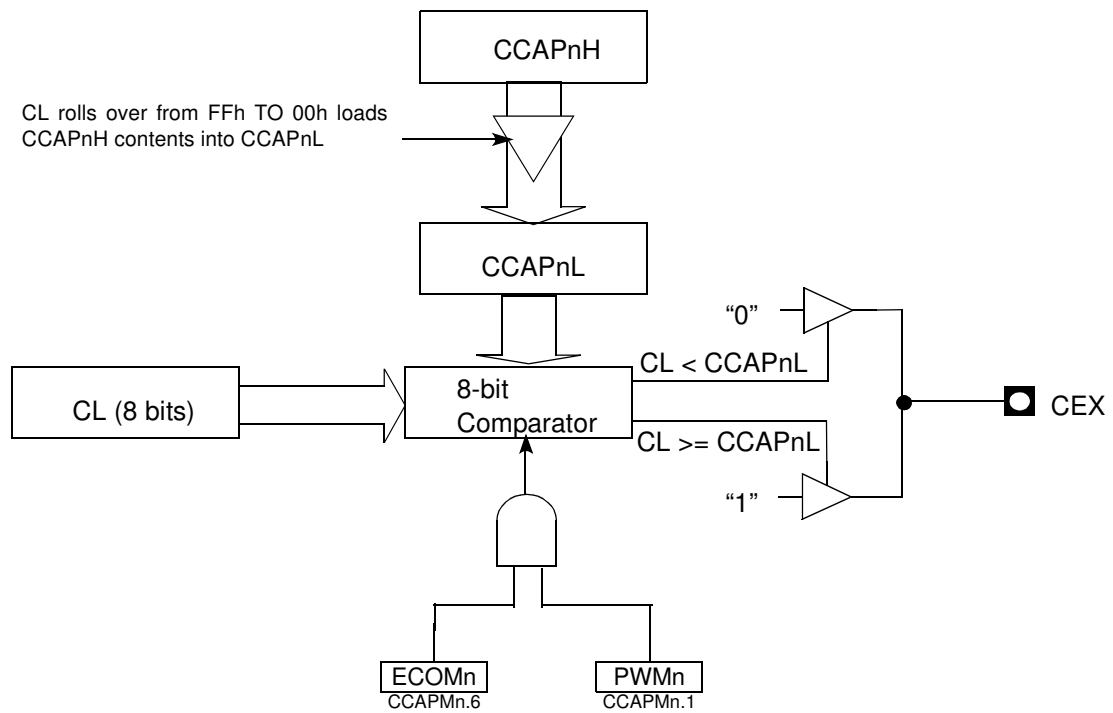 CCAPnH
CL rolls over from FFh TO 00h loads
CCAPnH contents into CCAPnL
CCAPnL
“0”
CL < CCAPnL
CL (8 bits)
8-bit
Comparator
CEX
CL >= CCAPnL
“1”
ECOMn
CCAPMn.6
PWMn
CCAPMn.1